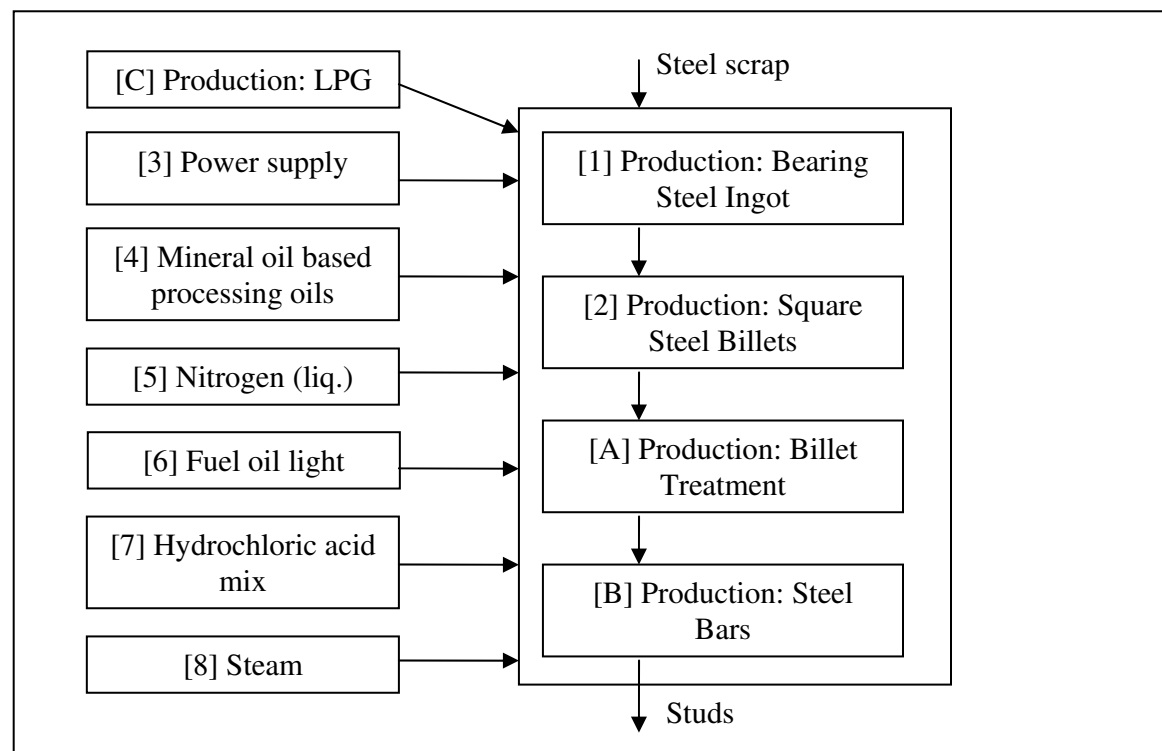 [C] Production: LPG
[3] Power supply
[4] Mineral oil based
processing oils
[5] Nitrogen (liq.)
[6] Fuel oil light
[7] Hydrochloric acid
mix
[8] Steam
Steel scrap
[1] Production: Bearing
Steel Ingot
[2] Production: Square
Steel Billets
[A] Production: Billet
Treatment
[B] Production: Steel
Bars
Studs